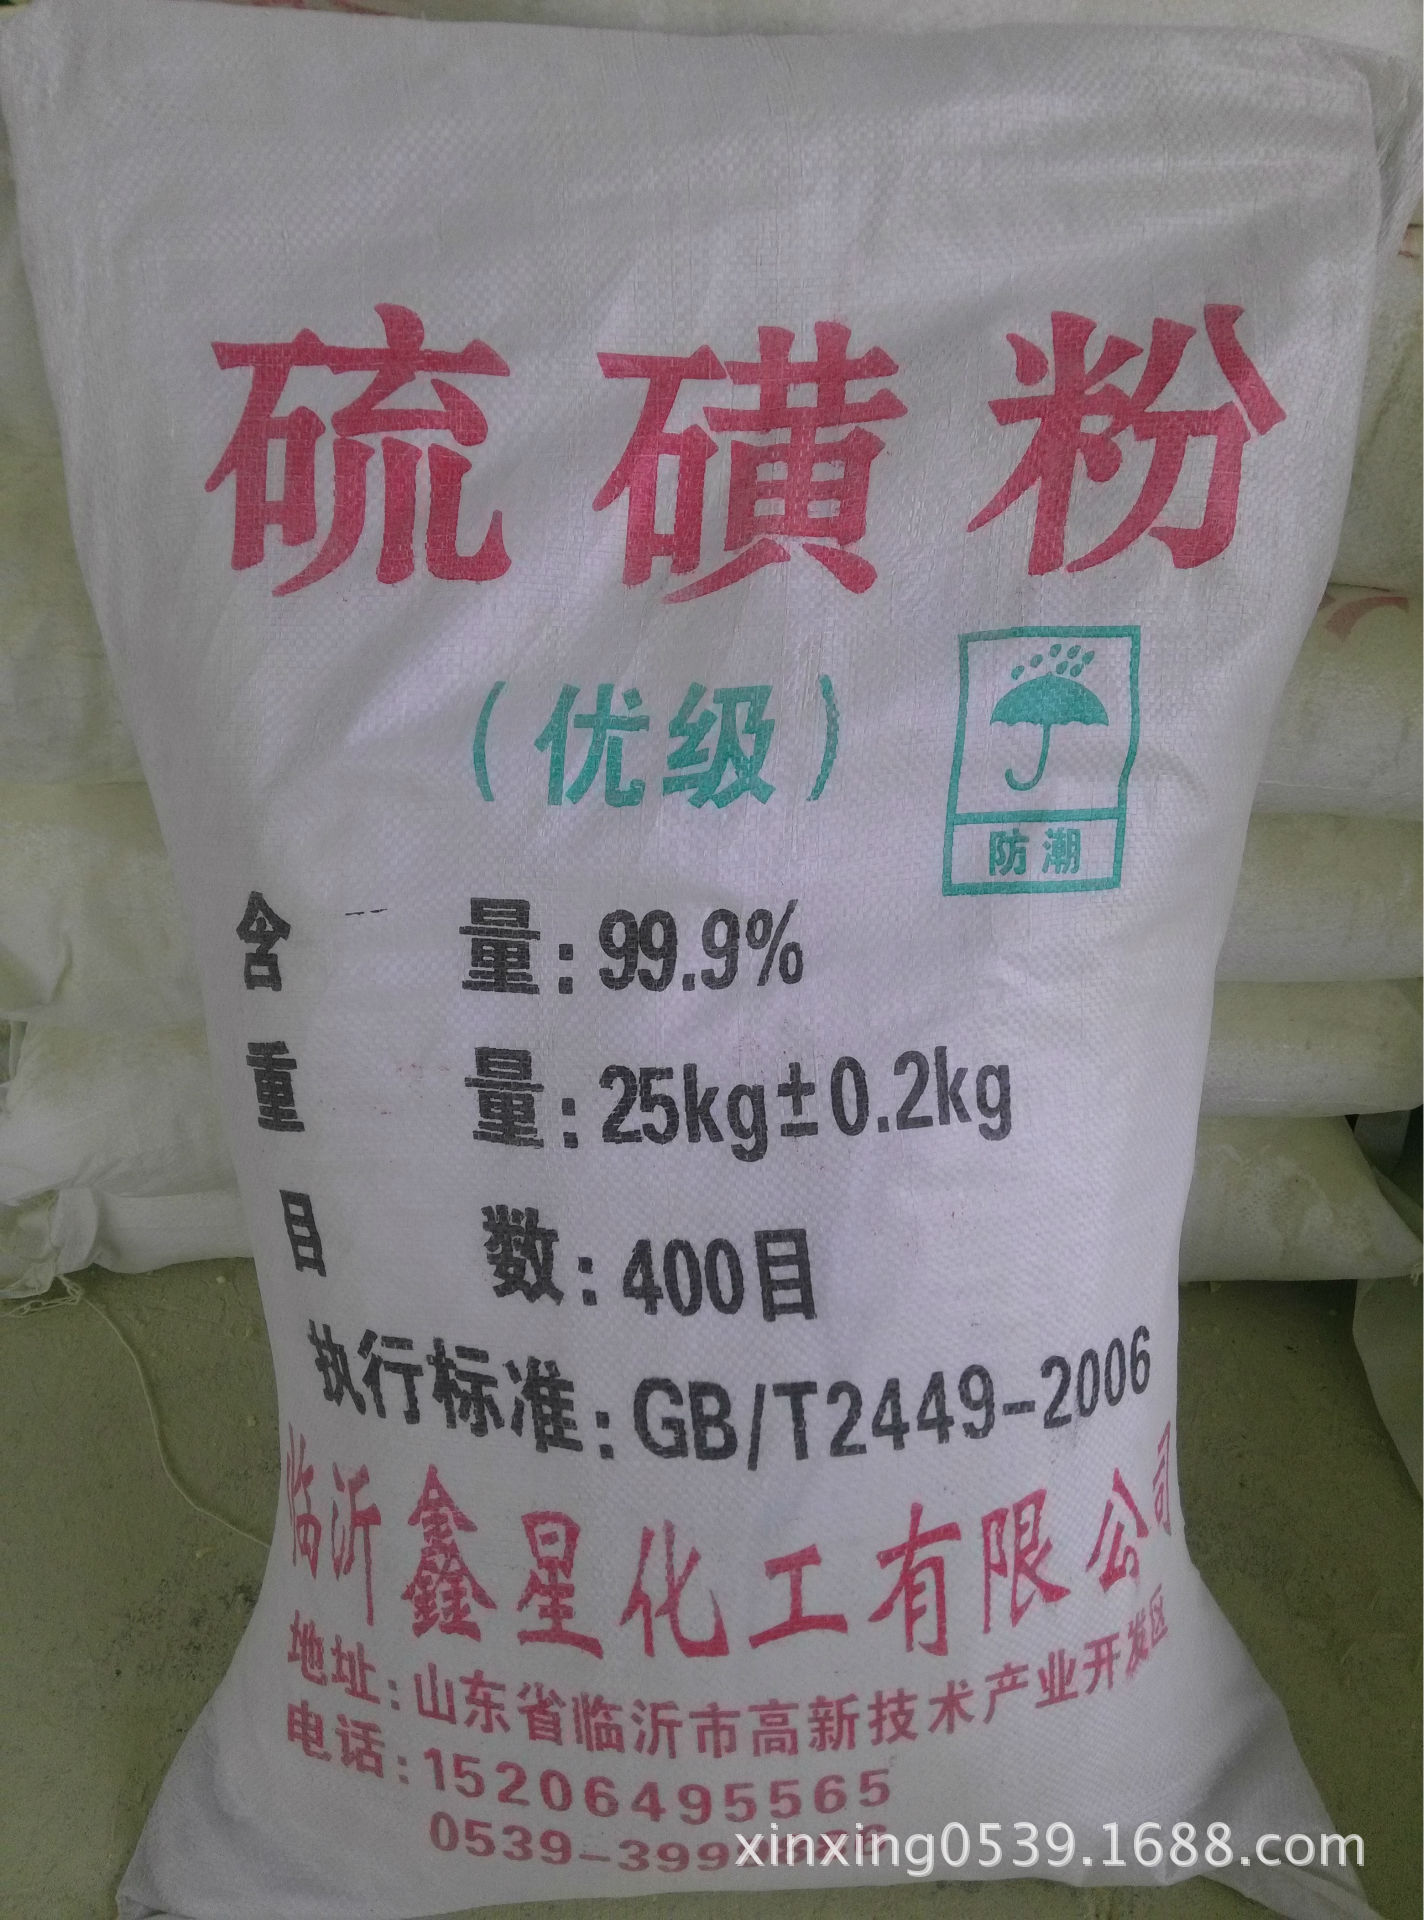 硫磺粉
（优级）
防潮
含 量:99.9%
重 量:25kg±0.2kg
目 数:400目
执行标准:GB/T2449-2006
临沂鑫星化工有限公司
地址:山东省临沂市高新技术产业开发区
电话:15206495565
0539-399
xinxing0539.1688.com